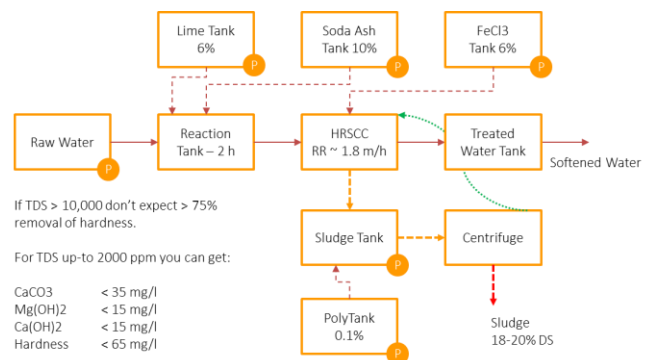 Lime Tank
6%
P
Soda Ash
Tank 10%
P
FeCl3
Tank 6%
P
Raw Water
P
Reaction
Tank – 2 h
HRSCC
RR ~ 1.8 m/h
Treated
Water Tank
Softened Water
If TDS > 10,000 don’t expect > 75%
removal of hardness.
For TDS up-to 2000 ppm you can get:
CaCO3 < 35 mg/l
Mg(OH)2 < 15 mg/l
Ca(OH)2 < 15 mg/l
Hardness < 65 mg/l
Sludge Tank
P
Centrifuge
PolyTank
0.1%
P
Sludge
18-20% DS